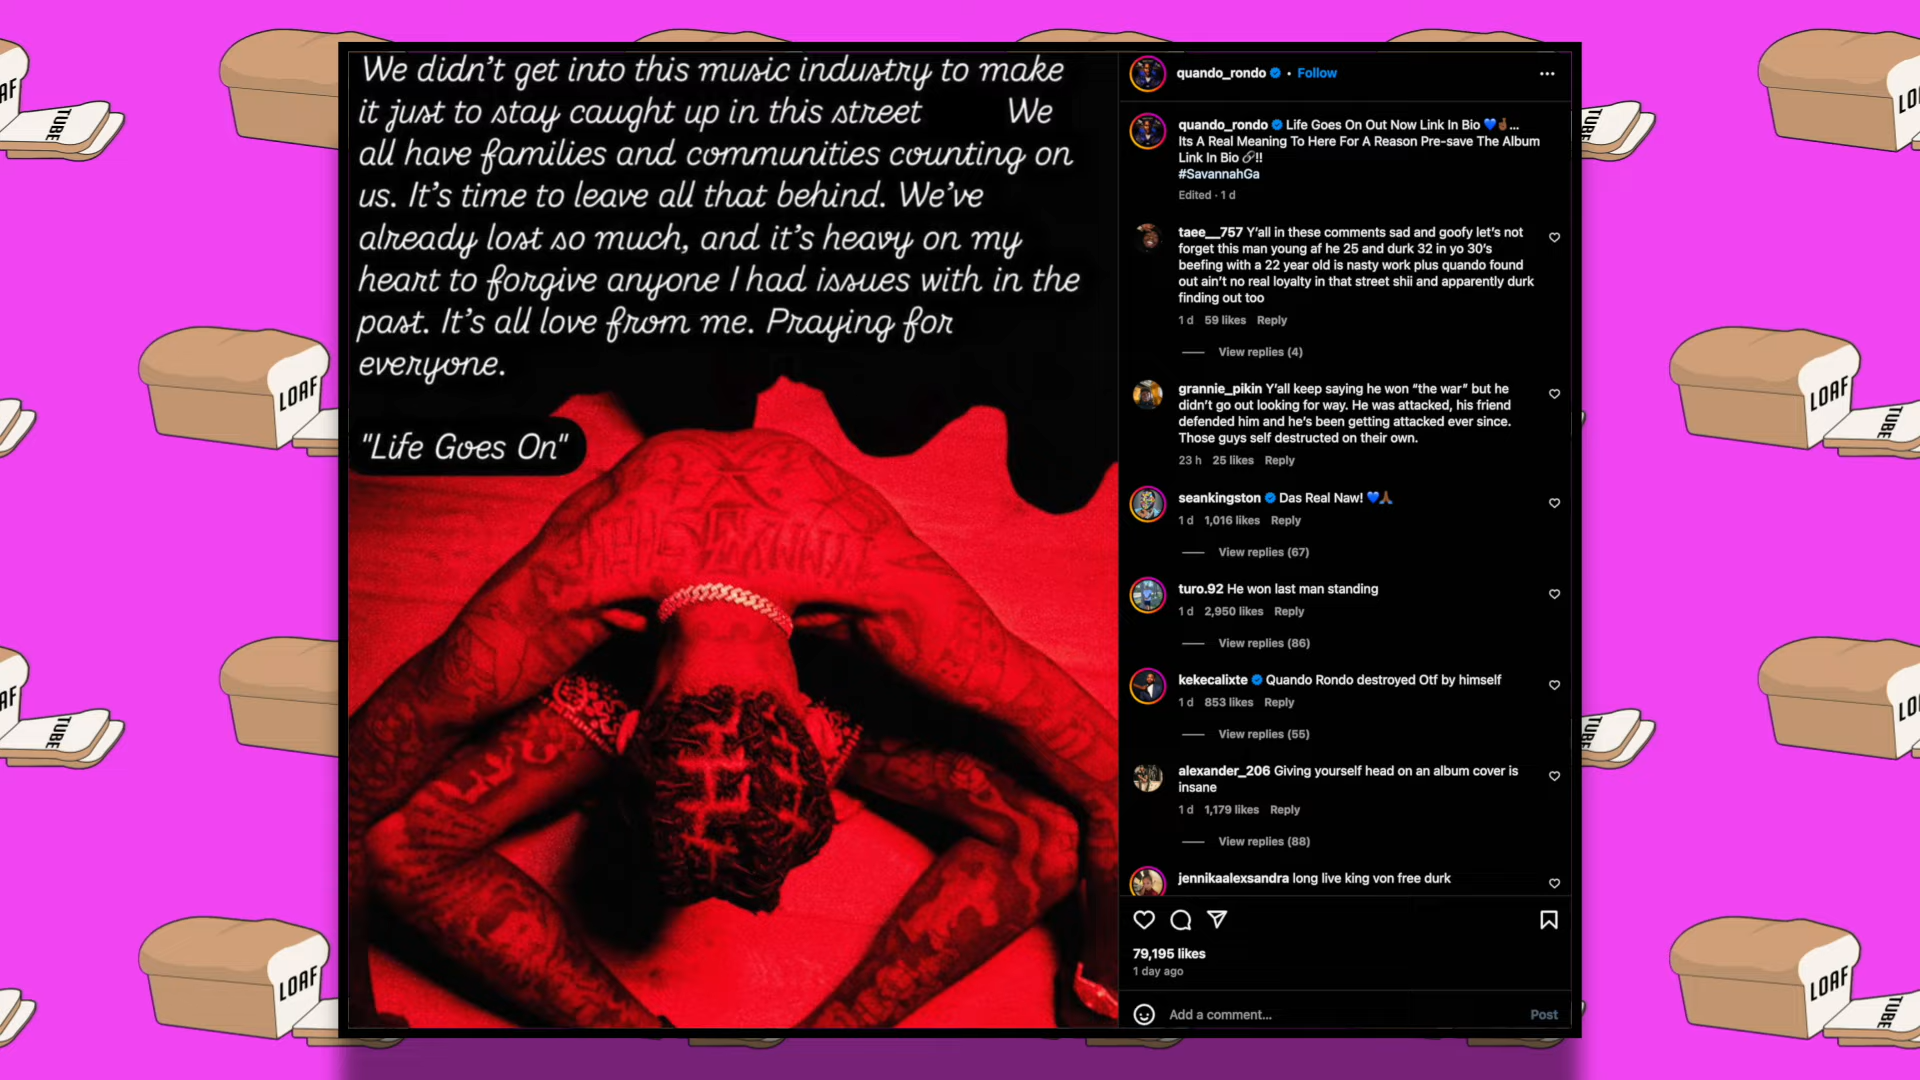 We didn't get into this music industry to make
it just to stay caught up in this street We
all have families and communities counting on
us. It's time to leave all that behind. We've
already lost so much, and it's heavy on my
heart to forgive anyone I had issues with in the
past. It's all love from me. Praying for
everyone.
"Life Goes On"
quando_rondo • Follow
quando_rondo Life Goes On Out Now Link In Bio 💙🤞🏾...
Its A Real Meaning To Here For A Reason Pre-save The Album
Link In Bio 🔗!!
#SavannahGa
Edited · 1 d
taee__757 Y'all in these comments sad and goofy let's not
forget this man young af he 25 and durk 32 in yo 30's
beefing with a 22 year old is nasty work plus quando found
out ain't no real loyalty in that street shii and apparently durk
finding out too
1 d 59 likes Reply
View replies (4)
grannie_pikin Y'all keep saying he won "the war" but he
didn't go out looking for way. He was attacked, his friend
defended him and he's been getting attacked ever since.
Those guys self destructed on their own.
23 h 25 likes Reply
seankingston Das Real Naw! 💙🙏🏾
1 d 1,016 likes Reply
View replies (67)
turo.92 He won last man standing
1 d 2,950 likes Reply
View replies (86)
kekecalixte Quando Rondo destroyed Otf by himself
1 d 853 likes Reply
View replies (55)
alexander_206 Giving yourself head on an album cover is
insane
1 d 1,179 likes Reply
View replies (88)
jennikaalexsandra long live king von free durk
79,195 likes
1 day ago
Add a comment...
Post
LOAF
TUBE
LOAF
TUBE
LOAF
TUBE
LOAF
TUBE
LOAF
LOAF
TUBE